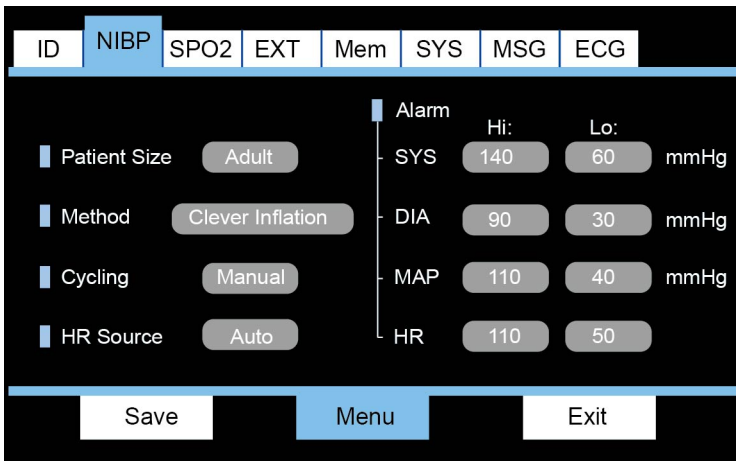 ID NIBP SPO2 EXT Mem SYS MSG ECG
Alarm
Hi: Lo:
Patient Size Adult SYS 140 60 mmHg
Method Clever Inflation DIA 90 30 mmHg
Cycling Manual MAP 110 40 mmHg
HR Source Auto HR 110 50
Save Menu Exit